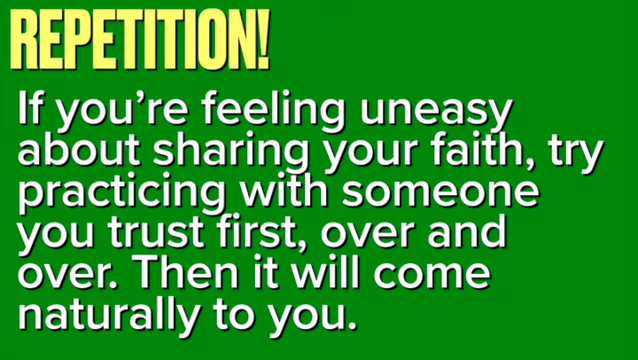 REPETITION!
If you’re feeling uneasy
about sharing your faith, try
practicing with someone
you trust first, over and
over. Then it will come
naturally to you.